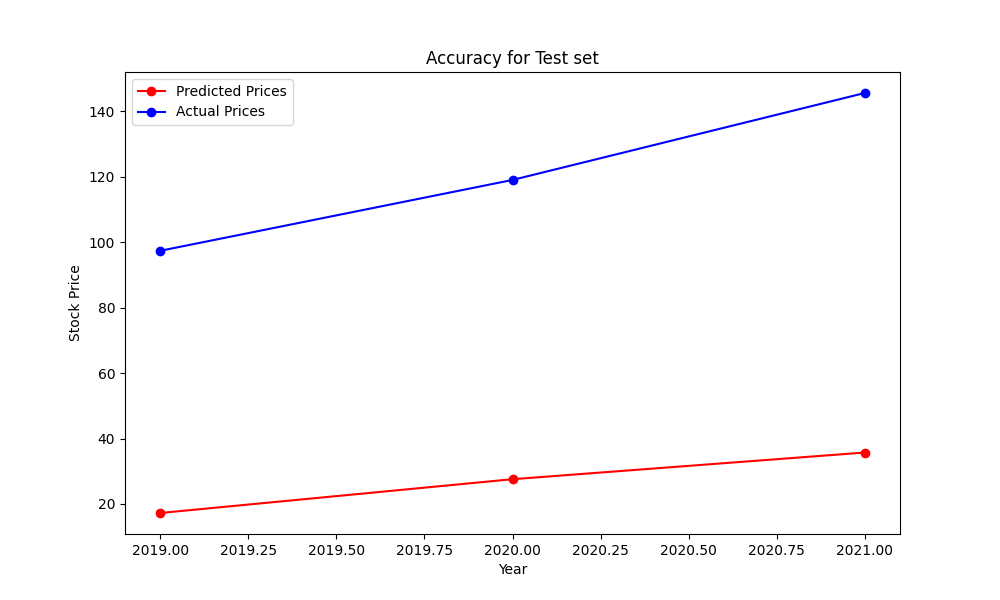 Accuracy for Test set
Predicted Prices
Actual Prices
140
120
100
80
60
40
20
Stock Price
2019.00 2019.25 2019.50 2019.75 2020.00 2020.25 2020.50 2020.75 2021.00
Year